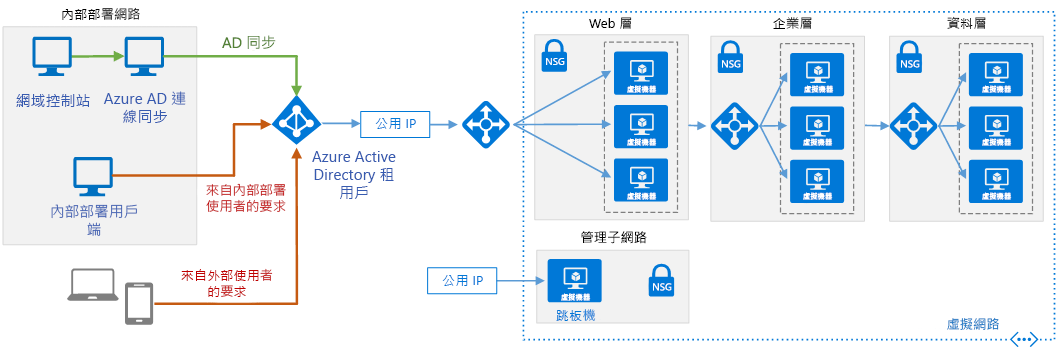 內部部署網路
網域控制站
Azure AD 連
線同步
AD 同步
內部部署用戶
端
來自內部部署
使用者的要求
來自外部使用者
的要求
Azure Active
Directory 租
用戶
公用 IP
Web 層
NSG
虛擬機器
虛擬機器
虛擬機器
企業層
NSG
虛擬機器
虛擬機器
虛擬機器
資料層
NSG
虛擬機器
虛擬機器
虛擬機器
管理子網路
公用 IP
虛擬機器
跳板機
NSG
虛擬網路